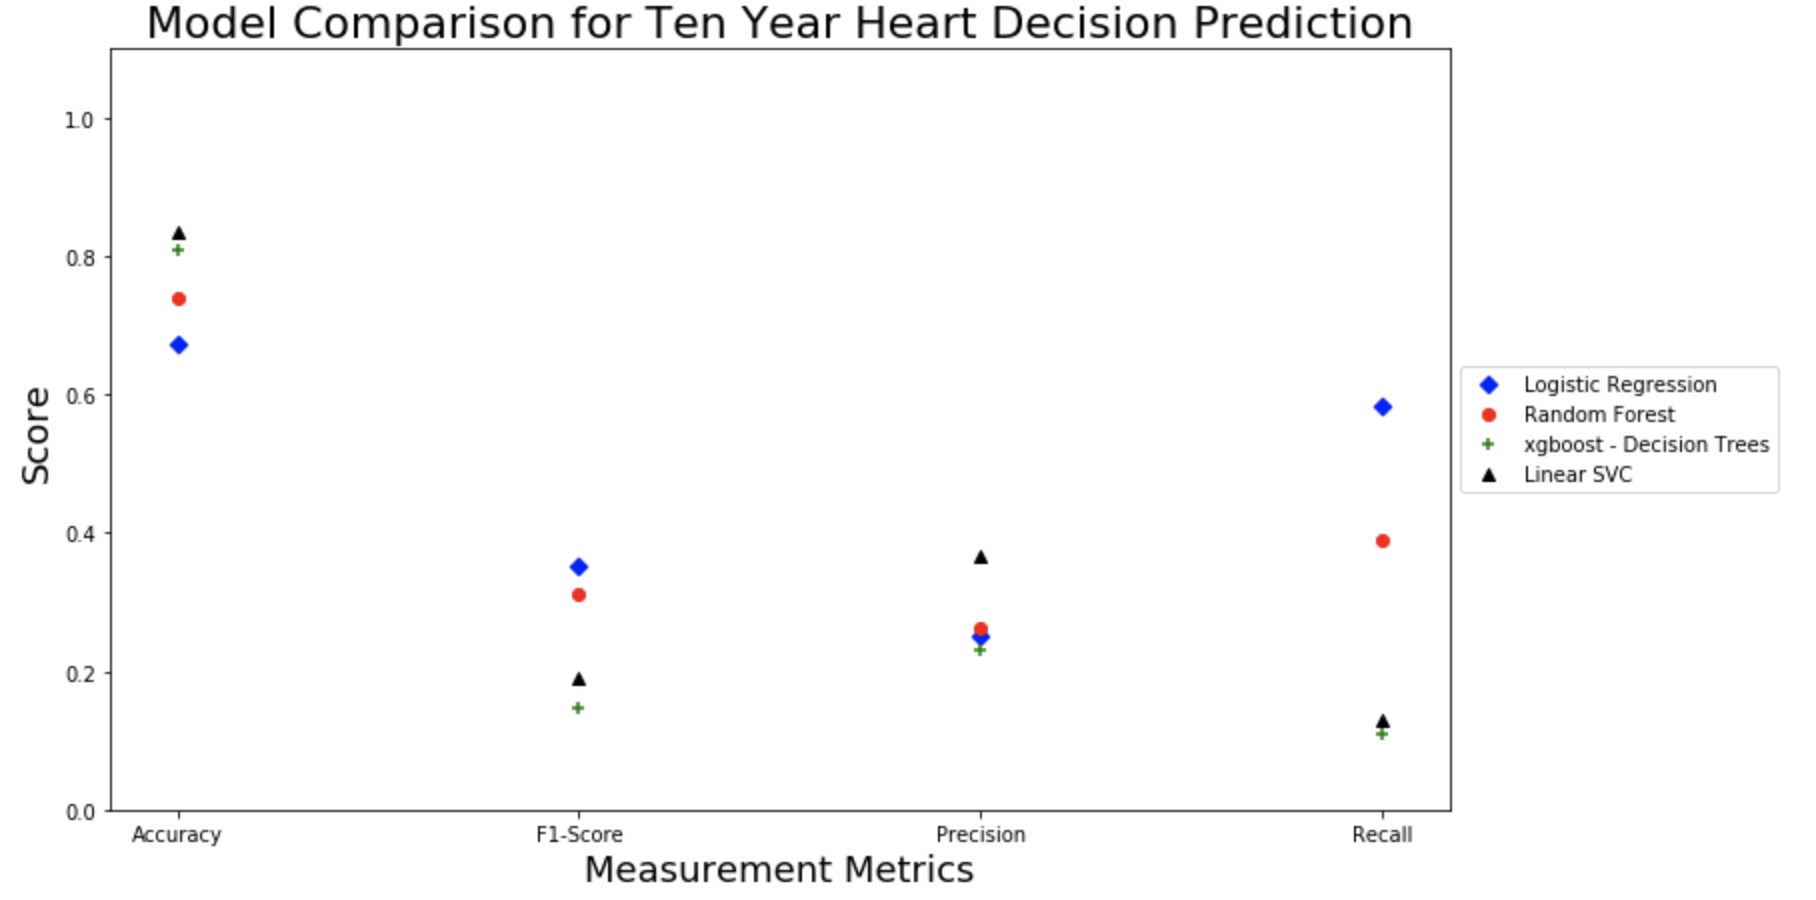 Model Comparison for Ten Year Heart Decision Prediction
1.0
0.8
0.6
0.4
0.2
0.0
Score
Accuracy
F1-Score
Precision
Recall
Measurement Metrics
Logistic Regression
Random Forest
xgboost - Decision Trees
Linear SVC